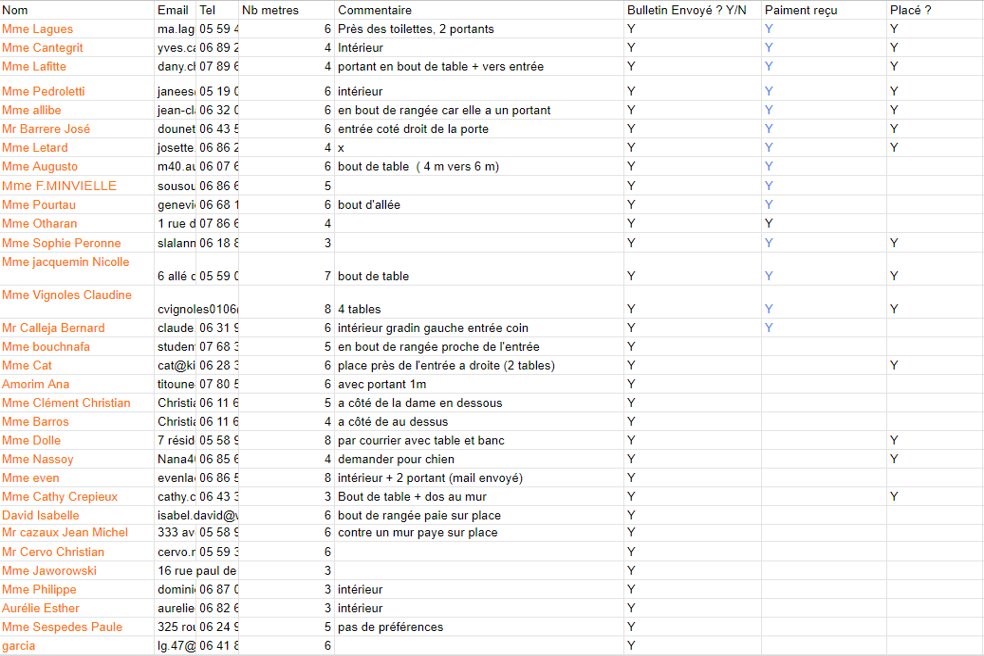 Nom Email Tel Nb metres Commentaire Bulletin Envoyé ? Y/N Paiment reçu Placé ?
Mme Lagues ma.lag 05 59 4 6 Près des toilettes, 2 portants Y Y Y
Mme Cantegrit yves.ca 06 89 2 4 Intérieur Y Y Y
Mme Lafitte dany.cl 07 89 6 4 portant en bout de table + vers entrée Y Y Y
Mme Pedroletti janees 05 19 0 6 intérieur Y Y Y
Mme allibe jean-cl 06 32 0 6 en bout de rangée car elle a un portant Y Y Y
Mr Barrere José dounet 06 43 5 6 entrée coté droit de la porte Y Y Y
Mme Letard josette 06 86 2 4 x Y Y Y
Mme Augusto m40.au 07 6 6 bout de table ( 4 m vers 6 m) Y Y
Mme F.MINVIELLE sousou 06 86 6 5 Y Y
Mme Pourtau genevi 06 68 1 6 bout d'allée Y Y
Mme Otharan 1 rue d 07 86 6 4 Y Y
Mme Sophie Peronne slalann 06 18 8 3 Y Y Y
Mme jacquemin Nicolle 6 allé 05 59 0 7 bout de table Y Y Y
Mme Vignoles Claudine cvignoles0106 8 4 tables Y Y Y
Mr Calleja Bernard claude 06 31 9 6 intérieur gradin gauche entrée coin Y Y
Mme bouchnafa studen 07 68 3 5 en bout de rangée proche de l'entrée Y
Mme Cat cat@ki 06 28 3 6 place près de l'entrée a droite (2 tables) Y Y
Amorim Ana titoune 07 80 5 6 avec portant 1m Y
Mme Clément Christian Christi 06 11 6 5 a côté de la dame en dessous Y
Mme Barros Christi 06 11 6 4 a côté de au dessus Y
Mme Dolle 7 résid 05 58 9 8 par courrier avec table et banc Y Y
Mme Nassoy Nana4 06 85 6 4 demander pour chien Y Y
Mme even evenla 06 86 5 8 intérieur + 2 portant (mail envoyé) Y
Mme Cathy Crepieux cathy.c 06 43 3 3 Bout de table + dos au mur Y Y
David Isabelle isabel.david@ 6 bout de rangée paie sur place Y
Mr cazaux Jean Michel 333 av 05 58 9 6 contre un mur paye sur place Y
Mr Cervo Christian cervo.r 05 59 3 6 Y
Mme Jaworowski 16 rue paul de 3 Y
Mme Philippe domini 06 87 0 3 intérieur Y
Aurélie Esther aurelie 06 82 6 3 intérieur Y
Mme Sespedes Paule 325 rou 06 24 9 5 pas de préférences Y
garcia lg.47@ 06 41 8 6 Y